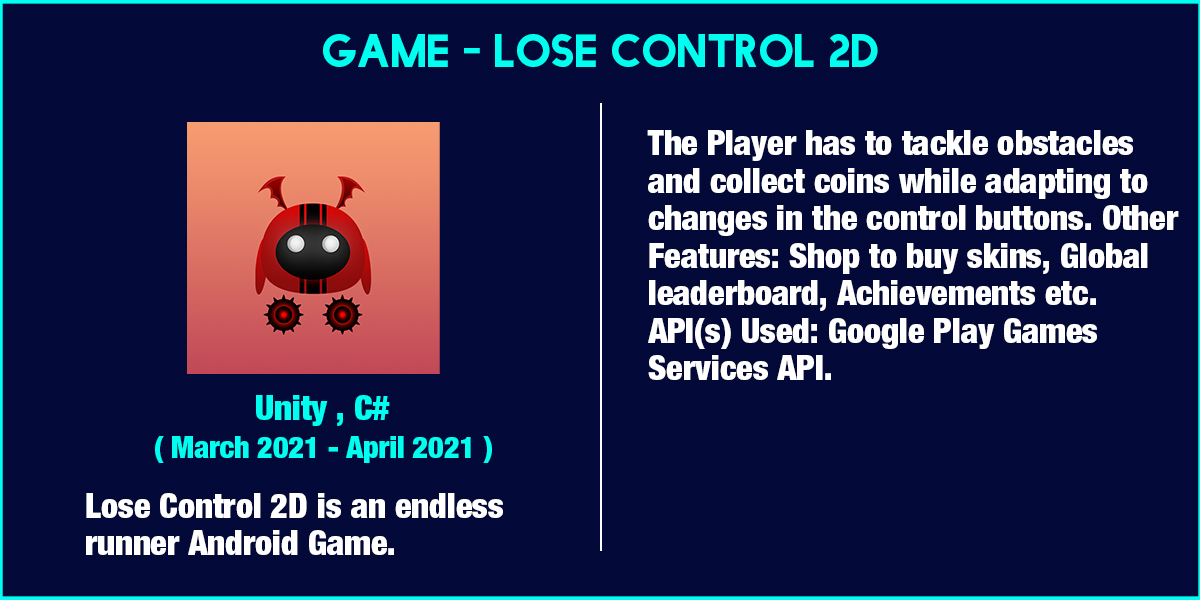 GAME - LOSE CONTROL 2D
Unity , C#
( March 2021 - April 2021 )
Lose Control 2D is an endless
runner Android Game.
The Player has to tackle obstacles
and collect coins while adapting to
changes in the control buttons. Other
Features: Shop to buy skins, Global
leaderboard, Achievements etc.
API(s) Used: Google Play Games
Services API.